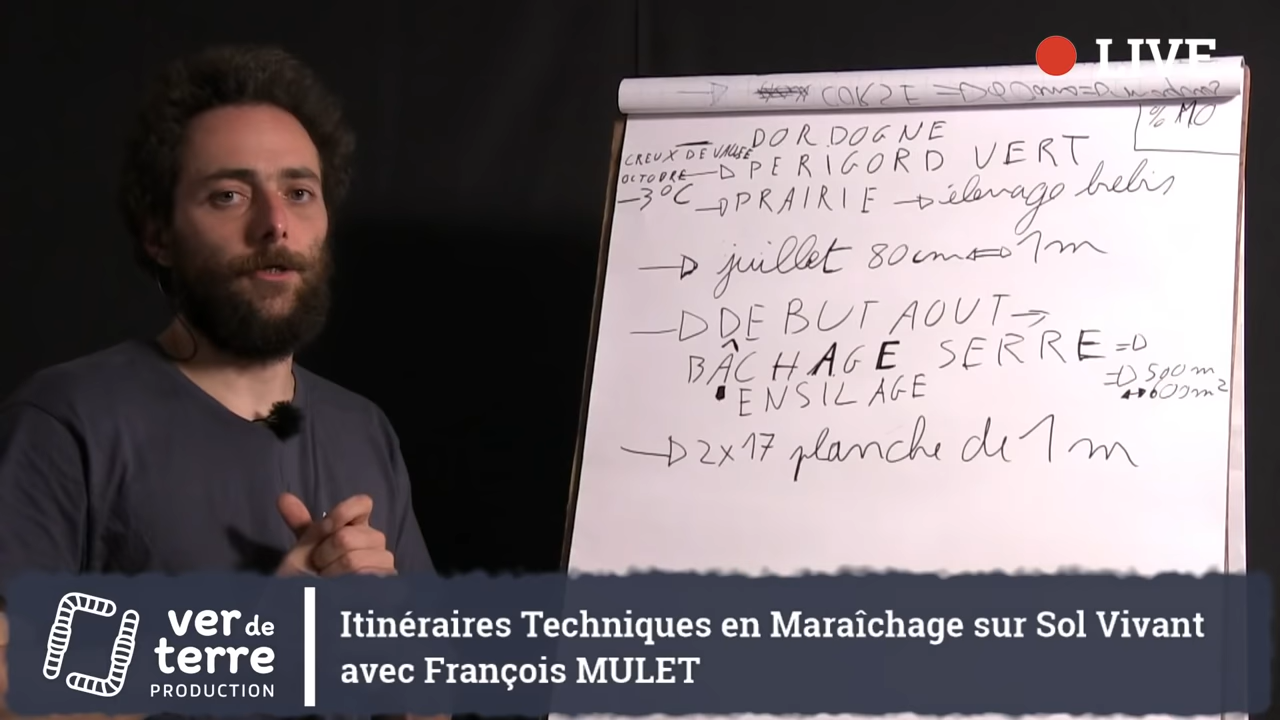 LIVE
CORZE
% MO
DORDOGNE
CREUX DE VALLEE
OCTOBRE → PERIGORD VERT
-3°C → PRAIRIE → élevage brebis
→ juillet 80cm ↔ 1m
→ DEBUT AOUT →
BÂCHAGE SERRE ⇒
ENSILAGE
⇒ 500m
↔ 600m²
→ 2x17 planche de 1m
ver de
terre
PRODUCTION
Itinéraires Techniques en Maraîchage sur Sol Vivant
avec François MULET